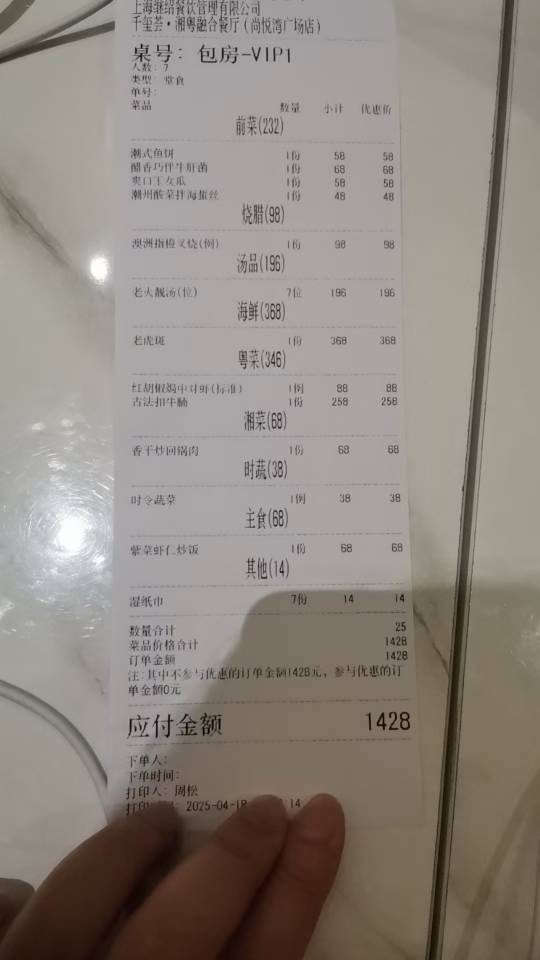 上海继绍餐饮管理有限公司
千玺荟·湘粤融合餐厅(尚悦湾广场店)
桌号: 包房-VIP1
人数: 7
类型: 堂食
单号:
菜品 数量 小计 优惠价
前菜(232)
潮式鱼饼 1份 58 58
醋香巧伴牛肝菌 1份 68 68
爽口玉女瓜 1份 58 58
潮州酸菜拌海蜇丝 1份 48 48
烧腊(98)
澳洲指橙叉烧(例) 1份 98 98
汤品(196)
老火靓汤(位) 7位 196 196
海鲜(368)
老虎斑 1份 368 368
粤菜(346)
红胡椒焗中对虾(标准) 1例 88 88
古法扣牛腩 1份 258 258
湘菜(68)
香干炒回锅肉 1份 68 68
时蔬(38)
时令蔬菜 1例 38 38
主食(68)
紫菜虾仁炒饭 1份 68 68
其他(14)
湿纸巾 7份 14 14
数量合计 25
菜品价格合计 1428
订单金额 1428
注:其中不参与优惠的订单金额1428元，参与优惠的订
单金额0元
应付金额 1428
下单人:
下单时间:
打印人: 周松
打印 2025-04-18 14